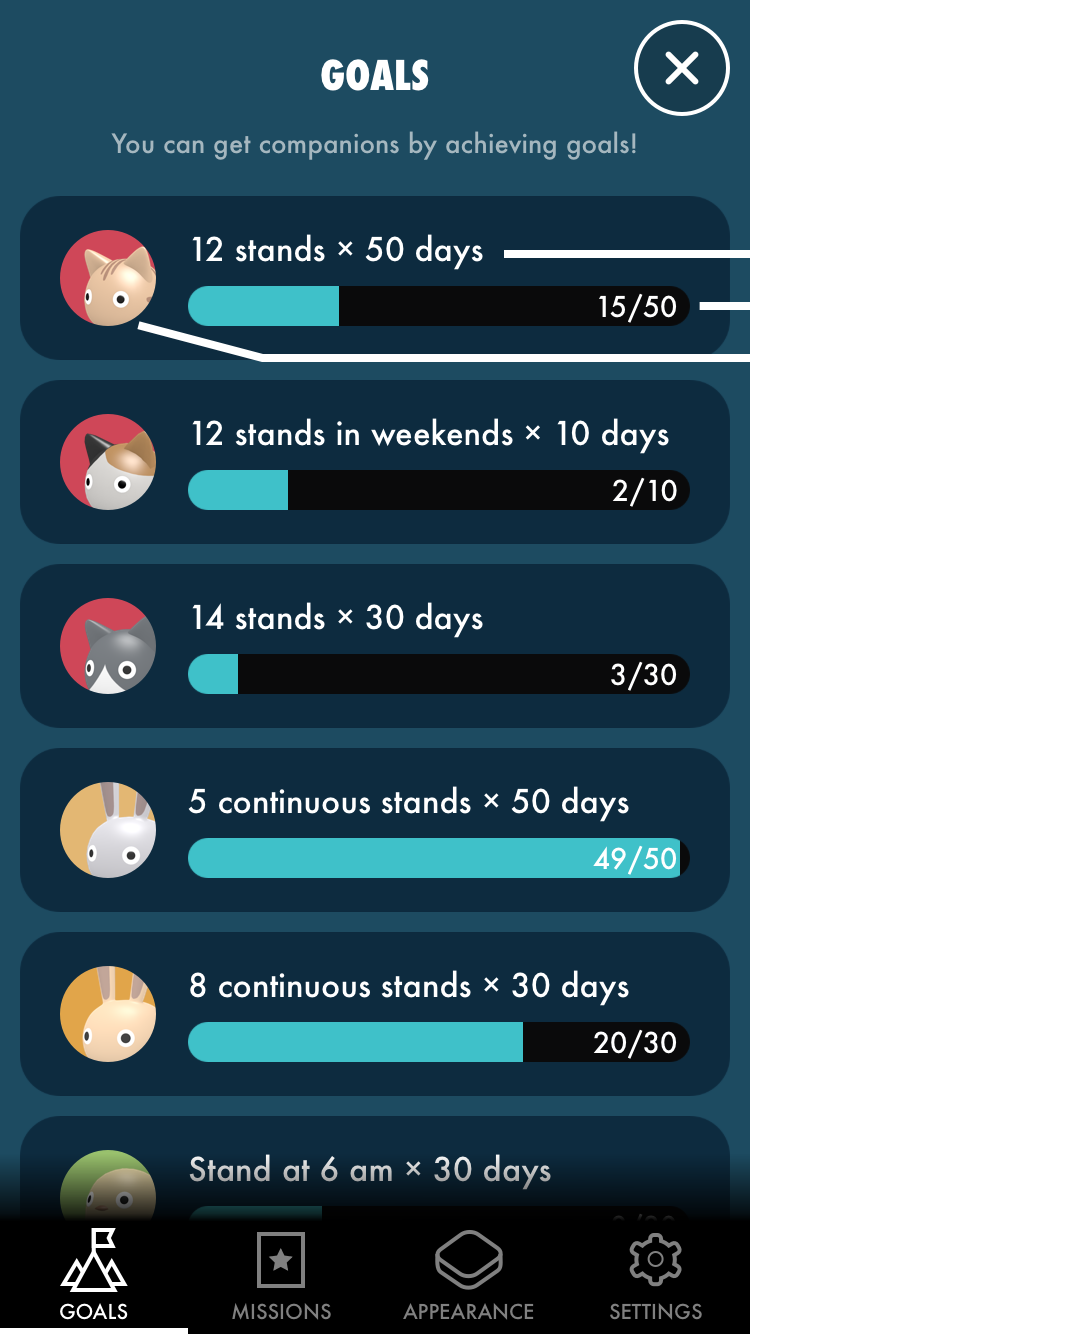 GOALS
You can get companions by achieving goals!
12 stands × 50 days
15/50
12 stands in weekends × 10 days
2/10
14 stands × 30 days
3/30
5 continuous stands × 50 days
49/50
8 continuous stands × 30 days
20/30
Stand at 6 am × 30 days
GOALS MISSIONS APPEARANCE SETTINGS